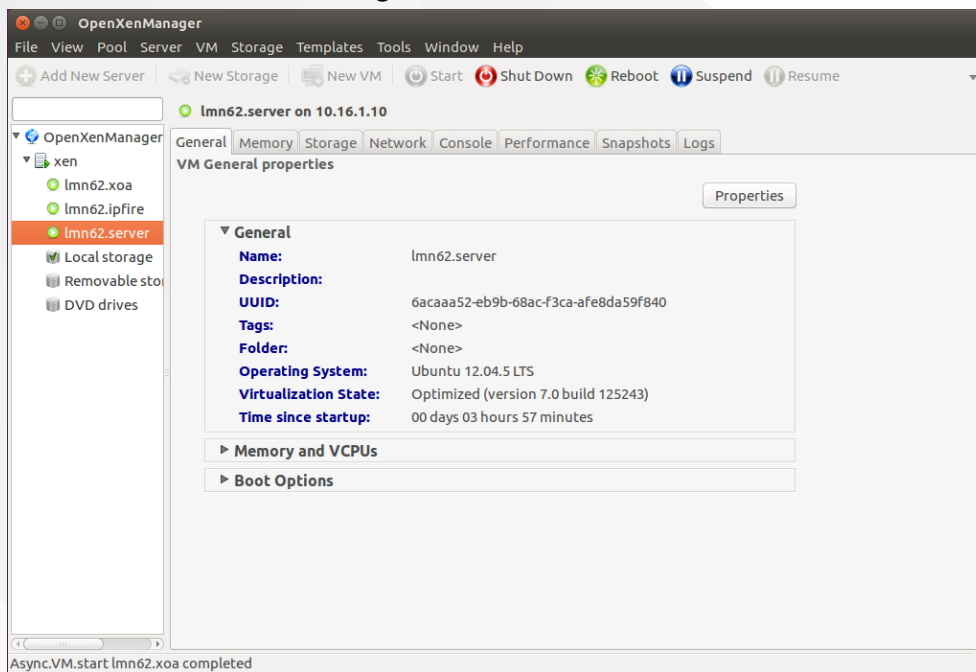 OpenXenManager
File View Pool Server VM Storage Templates Tools Window Help
Add New Server New Storage New VM Start Shut Down Reboot Suspend Resume
lmn62.server on 10.16.1.10
OpenXenManager
xen
lmn62.xoa
lmn62.ipfire
lmn62.server
Local storage
Removable sto
DVD drives
General Memory Storage Network Console Performance Snapshots Logs
VM General properties
Properties
General
Name: lmn62.server
Description:
UUID: 6acaaa52-eb9b-68ac-f3ca-afe8da59f840
Tags: <None>
Folder: <None>
Operating System: Ubuntu 12.04.5 LTS
Virtualization State: Optimized (version 7.0 build 125243)
Time since startup: 00 days 03 hours 57 minutes
Memory and VCPUs
Boot Options
Async.VM.start lmn62.xoa completed